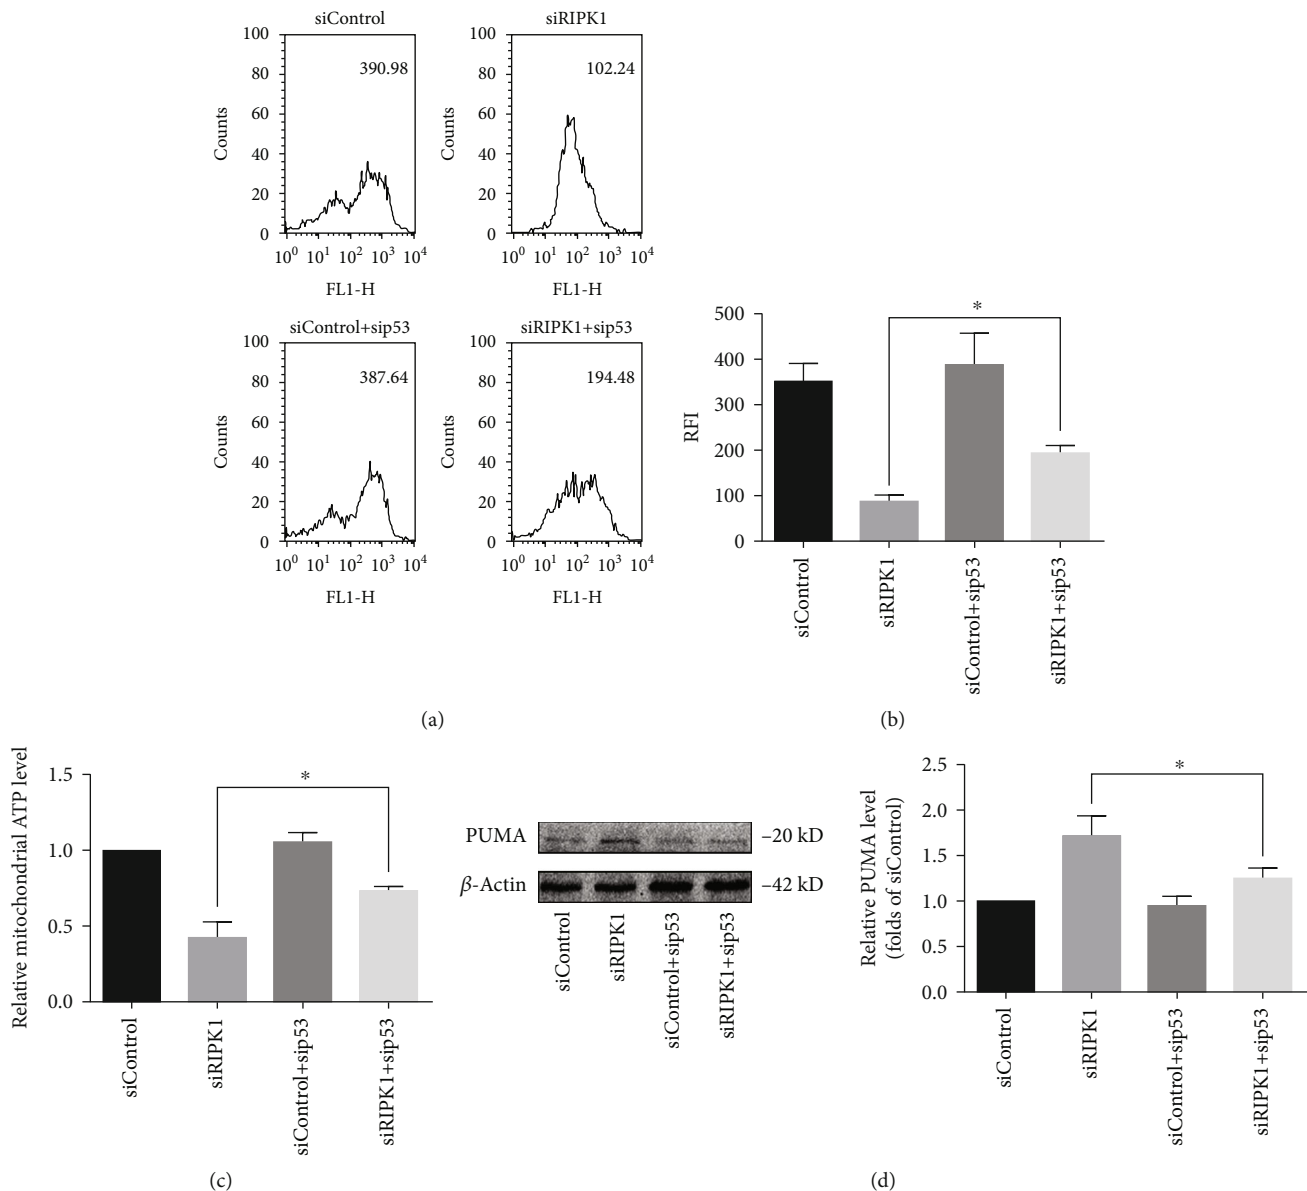 siControl
siRIPK1
100
80
60
40
20
0
Counts
390.98
10⁰ 10¹ 10² 10³ 10⁴
FL1-H
100
80
60
40
20
0
Counts
102.24
10⁰ 10¹ 10² 10³ 10⁴
FL1-H
siControl+sip53
siRIPK1+sip53
100
80
60
40
20
0
Counts
387.64
10⁰ 10¹ 10² 10³ 10⁴
FL1-H
100
80
60
40
20
0
Counts
194.48
10⁰ 10¹ 10² 10³ 10⁴
FL1-H
(a)
500
400
300
200
100
0
RFI
*
siControl
siRIPK1
siControl+sip53
siRIPK1+sip53
(b)
Relative mitochondrial ATP level
1.5
1.0
0.5
0.0
*
siControl
siRIPK1
siControl+sip53
siRIPK1+sip53
(c)
PUMA
–20 kD
β-Actin
–42 kD
siControl
siRIPK1
siControl+sip53
siRIPK1+sip53
Relative PUMA level
(folds of siControl)
2.5
2.0
1.5
1.0
0.5
0.0
*
siControl
siRIPK1
siControl+sip53
siRIPK1+sip53
(d)